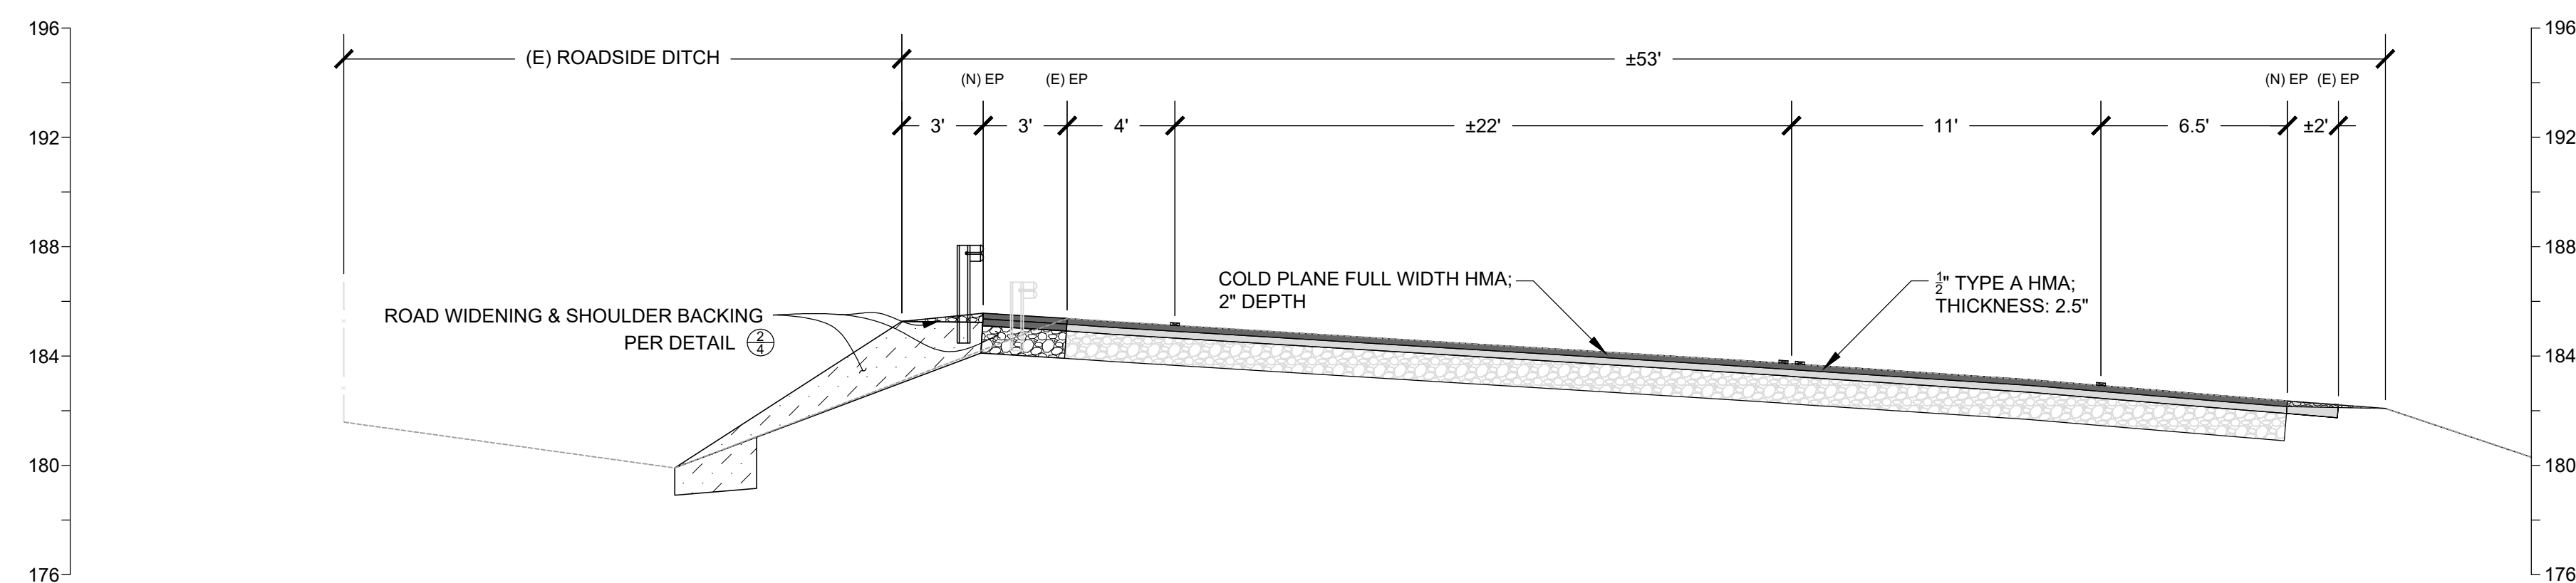 196
196
(E) ROADSIDE DITCH
±53'
(N) EP
(E) EP
(N) EP
(E) EP
3'
3'
4'
±22'
11'
6.5'
±2'
192
192
188
188
COLD PLANE FULL WIDTH HMA;
2" DEPTH
1/2" TYPE A HMA;
THICKNESS: 2.5"
ROAD WIDENING & SHOULDER BACKING
PER DETAIL 2/4
184
184
180
180
176
176